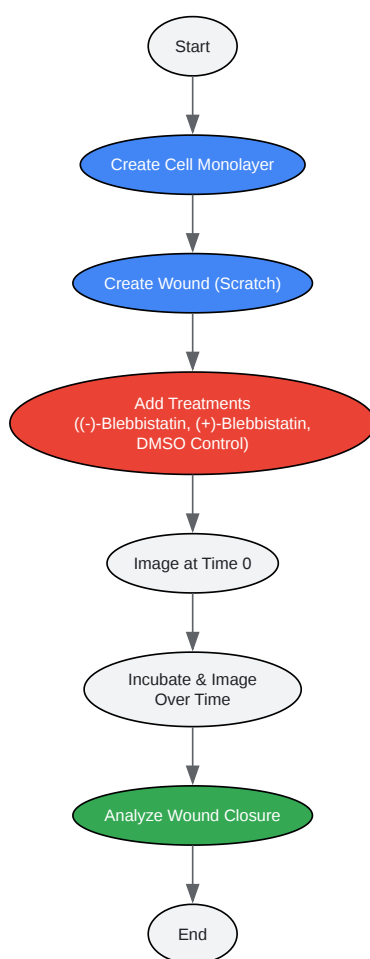 Start
Create Cell Monolayer
Create Wound (Scratch)
Add Treatments
((-)-Blebbistatin, (+)-Blebbistatin,
DMSO Control)
Image at Time 0
Incubate & Image
Over Time
Analyze Wound Closure
End